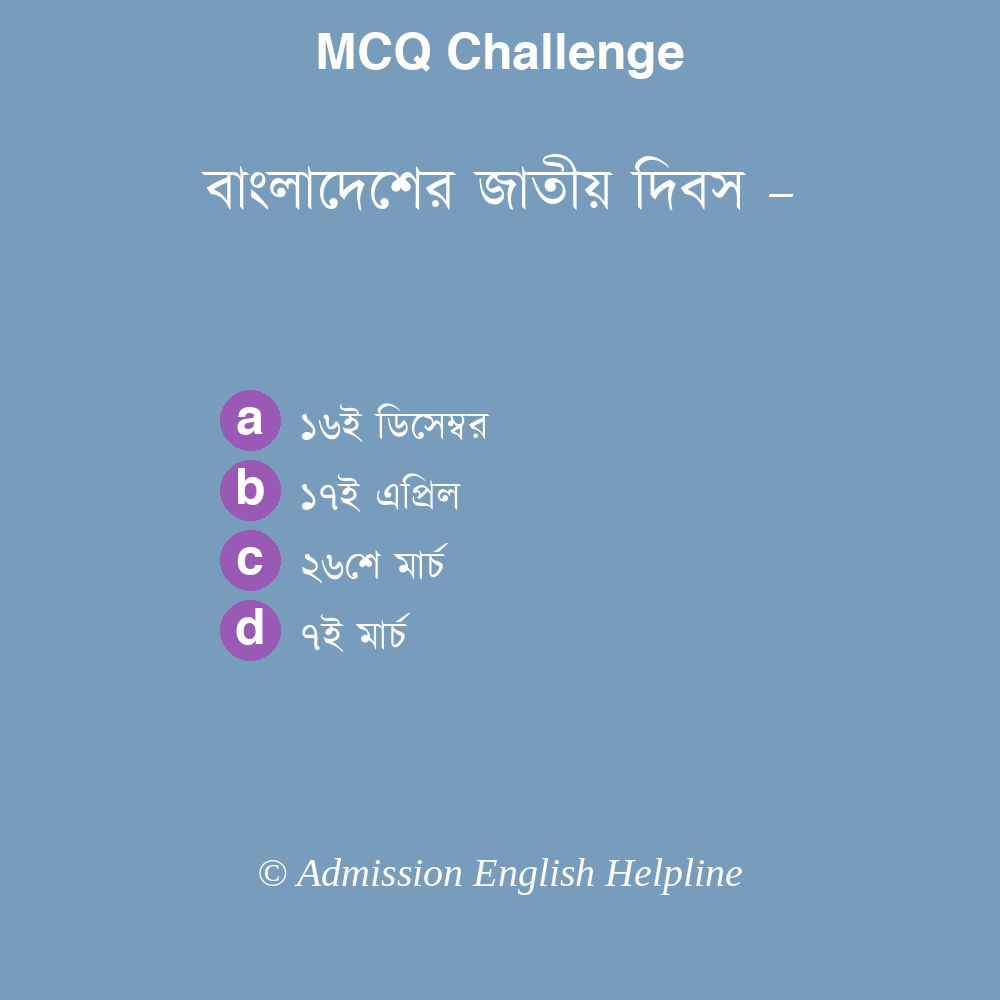 MCQ Challenge
বাংলাদেশের জাতীয় দিবস –
a ১৬ই ডিসেম্বর
b ১৭ই এপ্রিল
c ২৬শে মার্চ
d ৭ই মার্চ
© Admission English Helpline